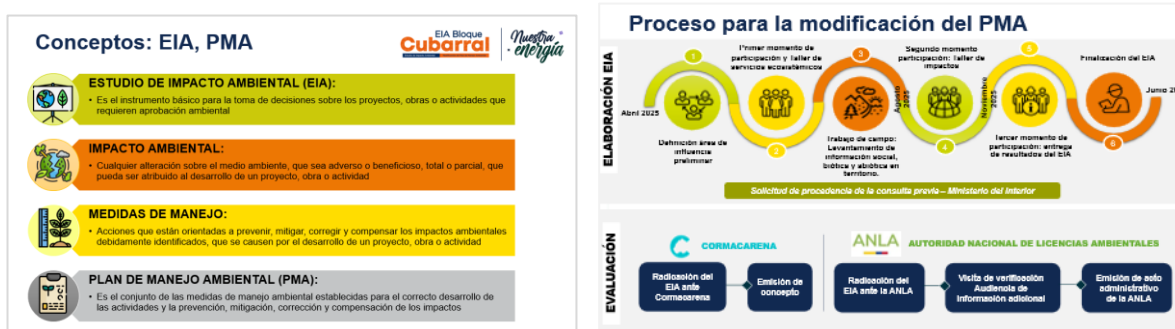 Conceptos: EIA, PMA
EIA Bloque
Cubarral
Nuestra
energía
ESTUDIO DE IMPACTO AMBIENTAL (EIA):
• Es el instrumento básico para la toma de decisiones sobre los proyectos, obras o actividades que
requieren aprobación ambiental
IMPACTO AMBIENTAL:
• Cualquier alteración sobre el medio ambiente, que sea adverso o beneficioso, total o parcial, que
pueda ser atribuido al desarrollo de un proyecto, obra o actividad
MEDIDAS DE MANEJO:
• Acciones que están orientadas a prevenir, mitigar, corregir y compensar los impactos ambientales
debidamente identificados, que se causen por el desarrollo de un proyecto, obra o actividad
PLAN DE MANEJO AMBIENTAL (PMA):
• Es el conjunto de las medidas de manejo ambiental establecidas para el correcto desarrollo de
las actividades y la prevención, mitigación, corrección y compensación de los impactos
Proceso para la modificación del PMA
ELABORACIÓN EIA
Abril 2025
1
Definición área de
influencia
preliminar
Primer momento de
participación y Taller de
servicios ecosistémicos
2
3
Trabajo de campo:
Levantamiento de
información social,
biótica y abiótica en
territorio.
Agosto
2025
Segundo momento
participación: Taller de
impactos
4
Noviembre
2025
5
Tercer momento de
participación: entrega
de resultados del EIA
Finalización del EIA
6
Junio
Solicitud de procedencia de la consulta previa – Ministerio del Interior
EVALUACIÓN
CORMACARENA
Radicación del
EIA ante
Cormacarena
Emisión de
concepto
ANLA
AUTORIDAD NACIONAL DE LICENCIAS AMBIENTALES
Radicación del
EIA ante la ANLA
Visita de verificación
Audiencia de
información adicional
Emisión de acto
administrativo
de la ANLA